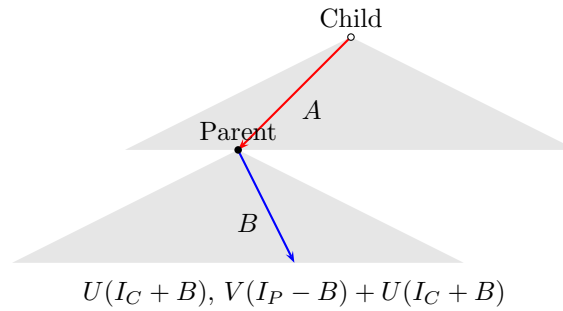 Child
A
Parent
B
U(I_C + B), V(I_P − B) + U(I_C + B)